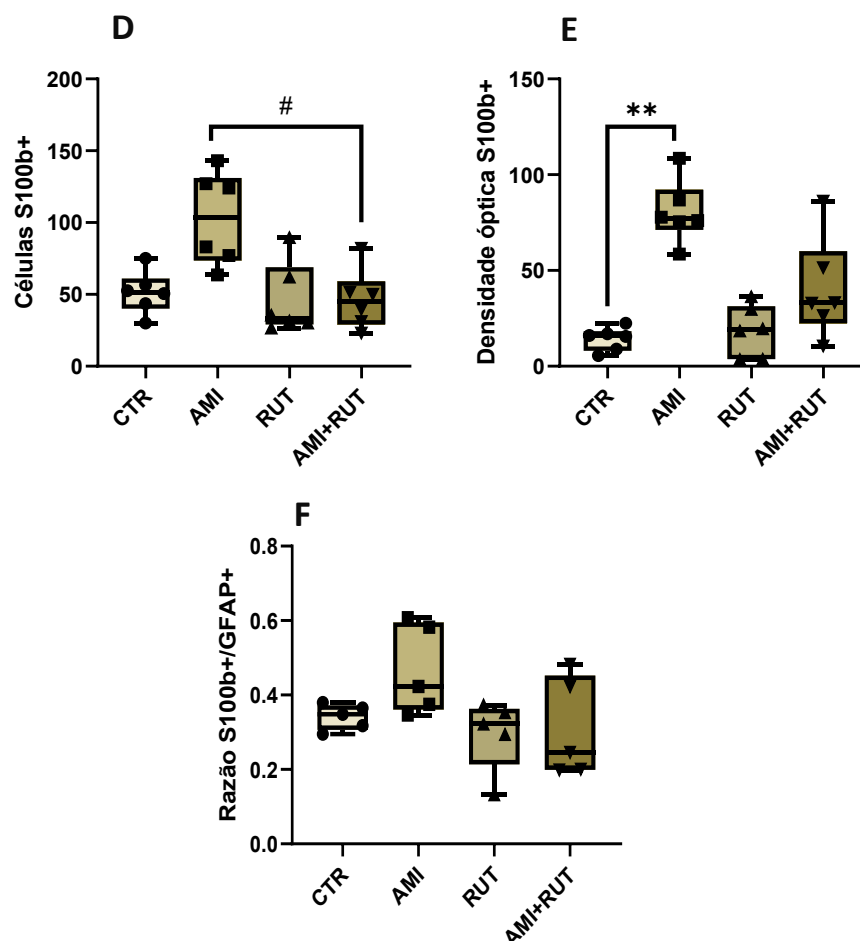 D
Células S100b+
200
150
100
50
0
#
CTR
AMI
RUT
AMI+RUT
E
Densidade óptica S100b+
150
100
50
0
**
CTR
AMI
RUT
AMI+RUT
F
Razão S100b+/GFAP+
0.8
0.6
0.4
0.2
0.0
CTR
AMI
RUT
AMI+RUT